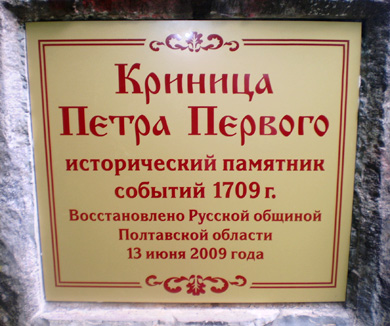 Криница
Петра Первого
исторический памятник
событий 1709 г.
Восстановлено Русской общиной
Полтавской области
13 июня 2009 года